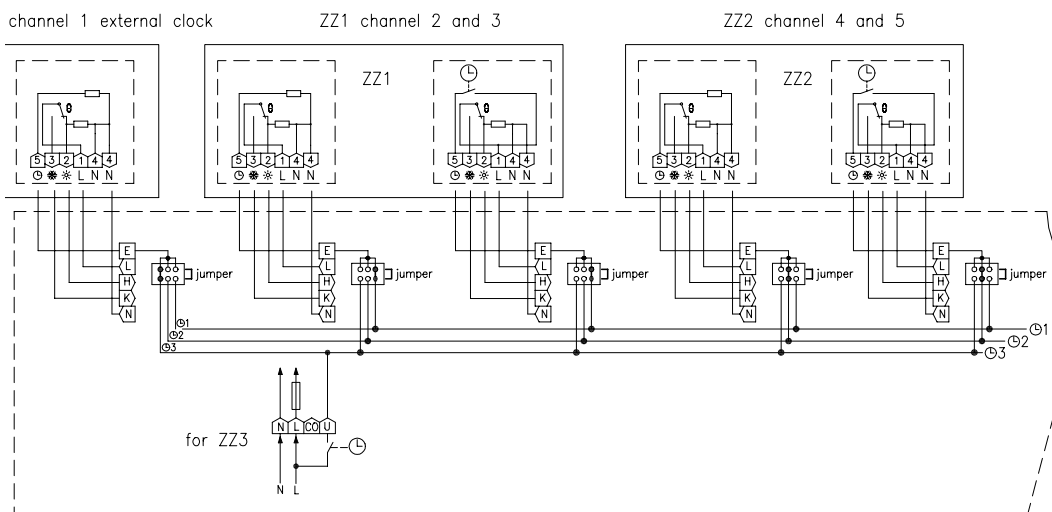 channel 1 external clock
ZZ1 channel 2 and 3
ZZ2 channel 4 and 5
ZZ1
ZZ2
5 3 2 1 4 4
5 3 2 1 4 4
5 3 2 1 4 4
5 3 2 1 4 4
5 3 2 1 4 4
L N N
L N N
L N N
L N N
L N N
E
L
H
K
N
jumper
E
L
H
K
N
jumper
E
L
H
K
N
jumper
E
L
H
K
N
jumper
E
L
H
K
N
jumper
1
2
3
1
2
3
for ZZ3
N L CO U
N L